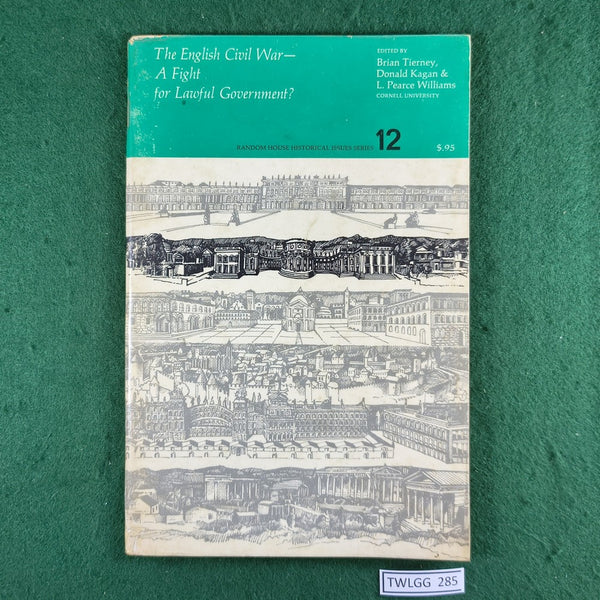 The English Civil War—
A Fight
for Lawful Government?
EDITED BY
Brian Tierney,
Donald Kagan &
L. Pearce Williams
CORNELL UNIVERSITY
RANDOM HOUSE HISTORICAL ISSUES SERIES 12
$.95
TWLGG 285